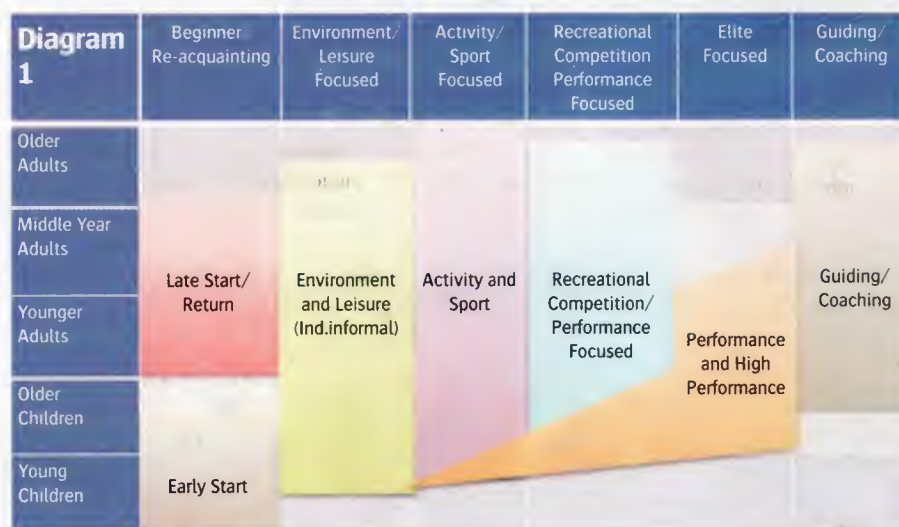 Diagram
1
Beginner
Re-acquainting
Environment/
Leisure
Focused
Activity/
Sport
Focused
Recreational
Competition
Performance
Focused
Elite
Focused
Guiding/
Coaching
Older
Adults
Middle Year
Adults
Younger
Adults
Older
Children
Young
Children
Late Start/
Return
Early Start
Environment
and Leisure
(Ind.informal)
Activity and
Sport
Recreational
Competition/
Performance
Focused
Performance
and High
Performance
Guiding/
Coaching